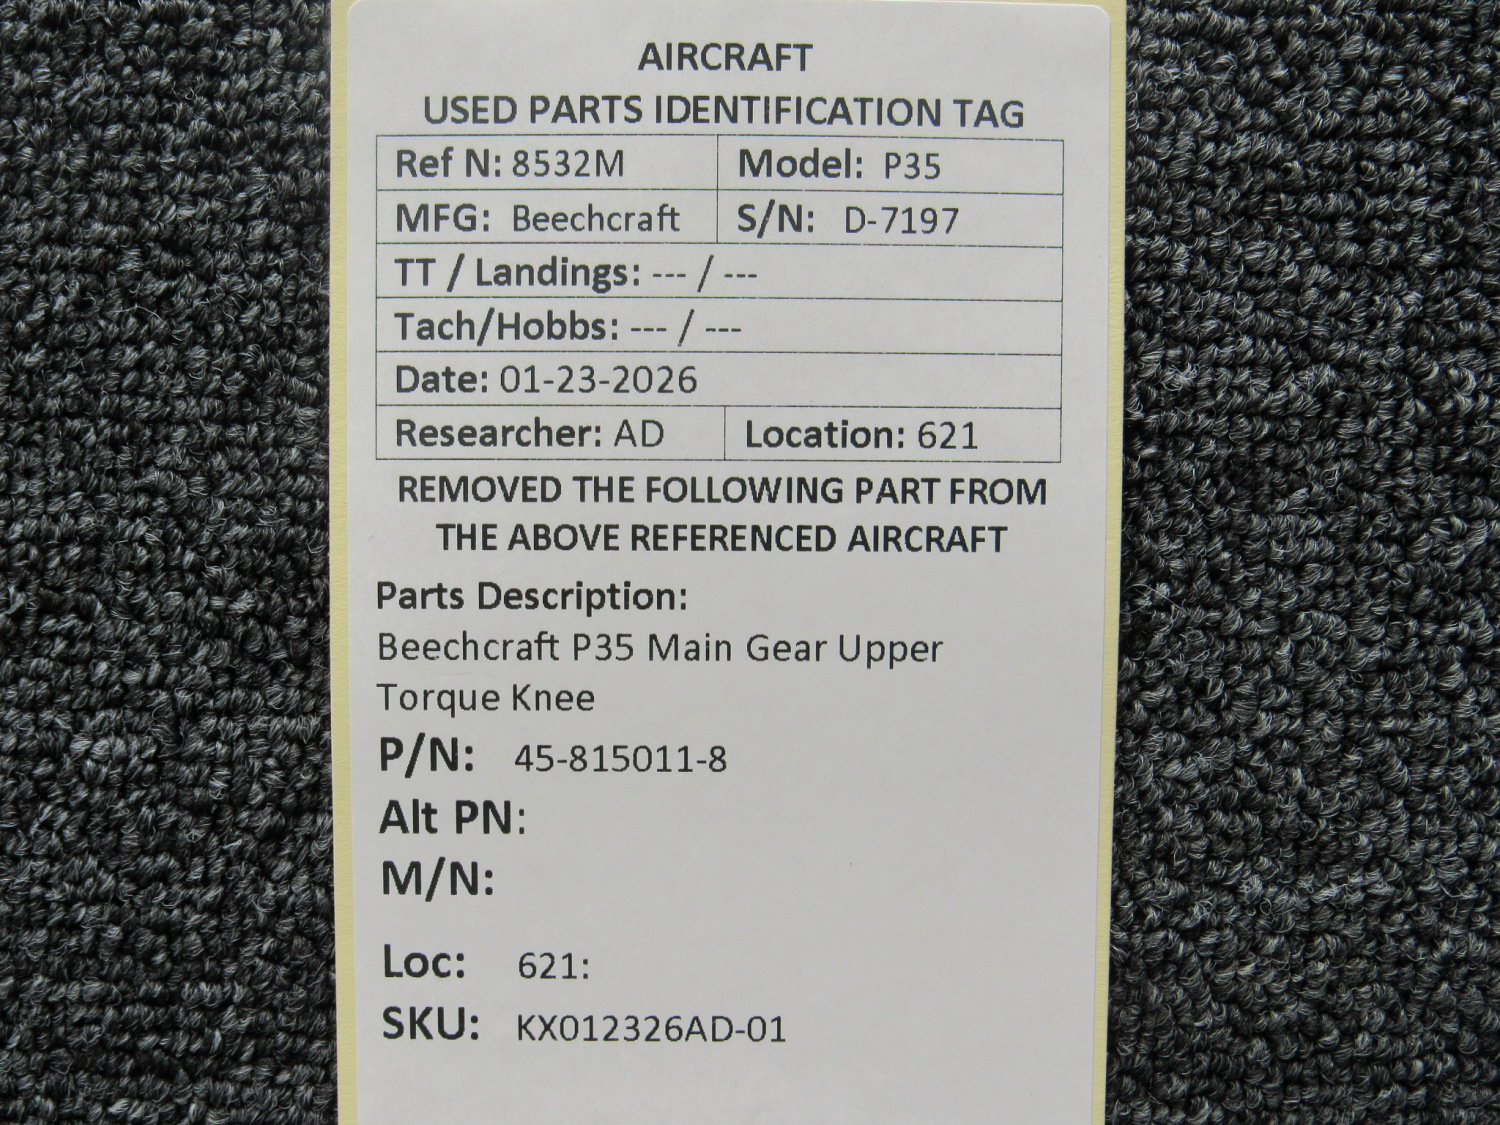 AIRCRAFT
USED PARTS IDENTIFICATION TAG
Ref N: 8532M Model: P35
MFG: Beechcraft S/N: D-7197
TT / Landings: --- / ---
Tach/Hobbs: --- / ---
Date: 01-23-2026
Researcher: AD Location: 621
REMOVED THE FOLLOWING PART FROM
THE ABOVE REFERENCED AIRCRAFT
Parts Description:
Beechcraft P35 Main Gear Upper
Torque Knee
P/N: 45-815011-8
Alt PN:
M/N:
Loc: 621:
SKU: KX012326AD-01